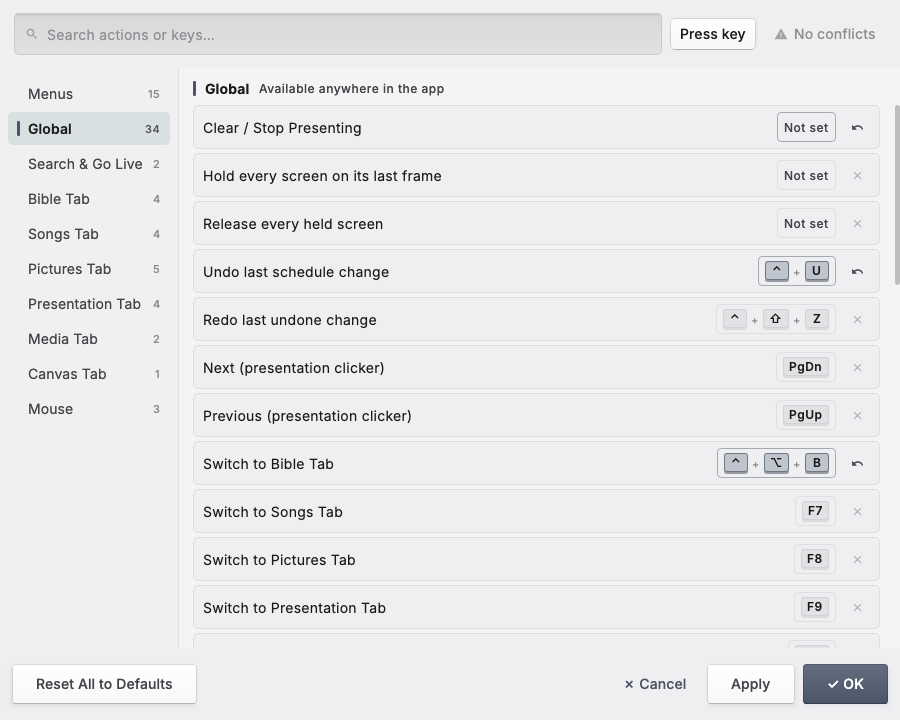 Search actions or keys...
Press key
No conflicts
Menus 15
Global 34
Search & Go Live 2
Bible Tab 4
Songs Tab 4
Pictures Tab 5
Presentation Tab 4
Media Tab 2
Canvas Tab 1
Mouse 3
Global Available anywhere in the app
Clear / Stop Presenting Not set
Hold every screen on its last frame Not set
Release every held screen Not set
Undo last schedule change ^ + U
Redo last undone change ^ + ⇧ + Z
Next (presentation clicker) PgDn
Previous (presentation clicker) PgUp
Switch to Bible Tab ^ + ⌥ + B
Switch to Songs Tab F7
Switch to Pictures Tab F8
Switch to Presentation Tab F9
Reset All to Defaults
× Cancel
Apply
✓ OK